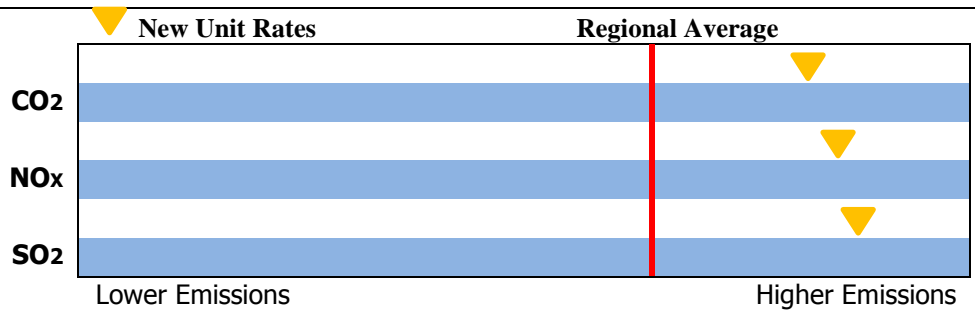 New Unit Rates Regional Average
CO2
NOx
SO2
Lower Emissions Higher Emissions